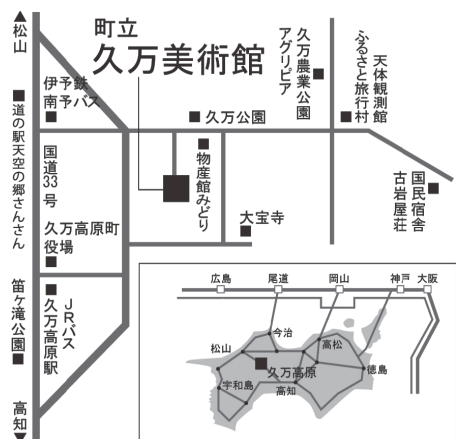 ▲松山
町立
久万美術館
久万農業公園
アグリピア
天体観測館
ふるさと旅行村
伊予鉄
南予バス
■道の駅天空の郷さんさん
久万公園
国道33号
物産館みどり
国民宿舎
古岩屋荘
大宝寺
久万高原町
役場
笛ヶ滝公園
JRバス
久万高原駅
高知▼
広島
尾道
岡山
神戸
大阪
今治
松山
高松
久万高原
徳島
宇和島
高知